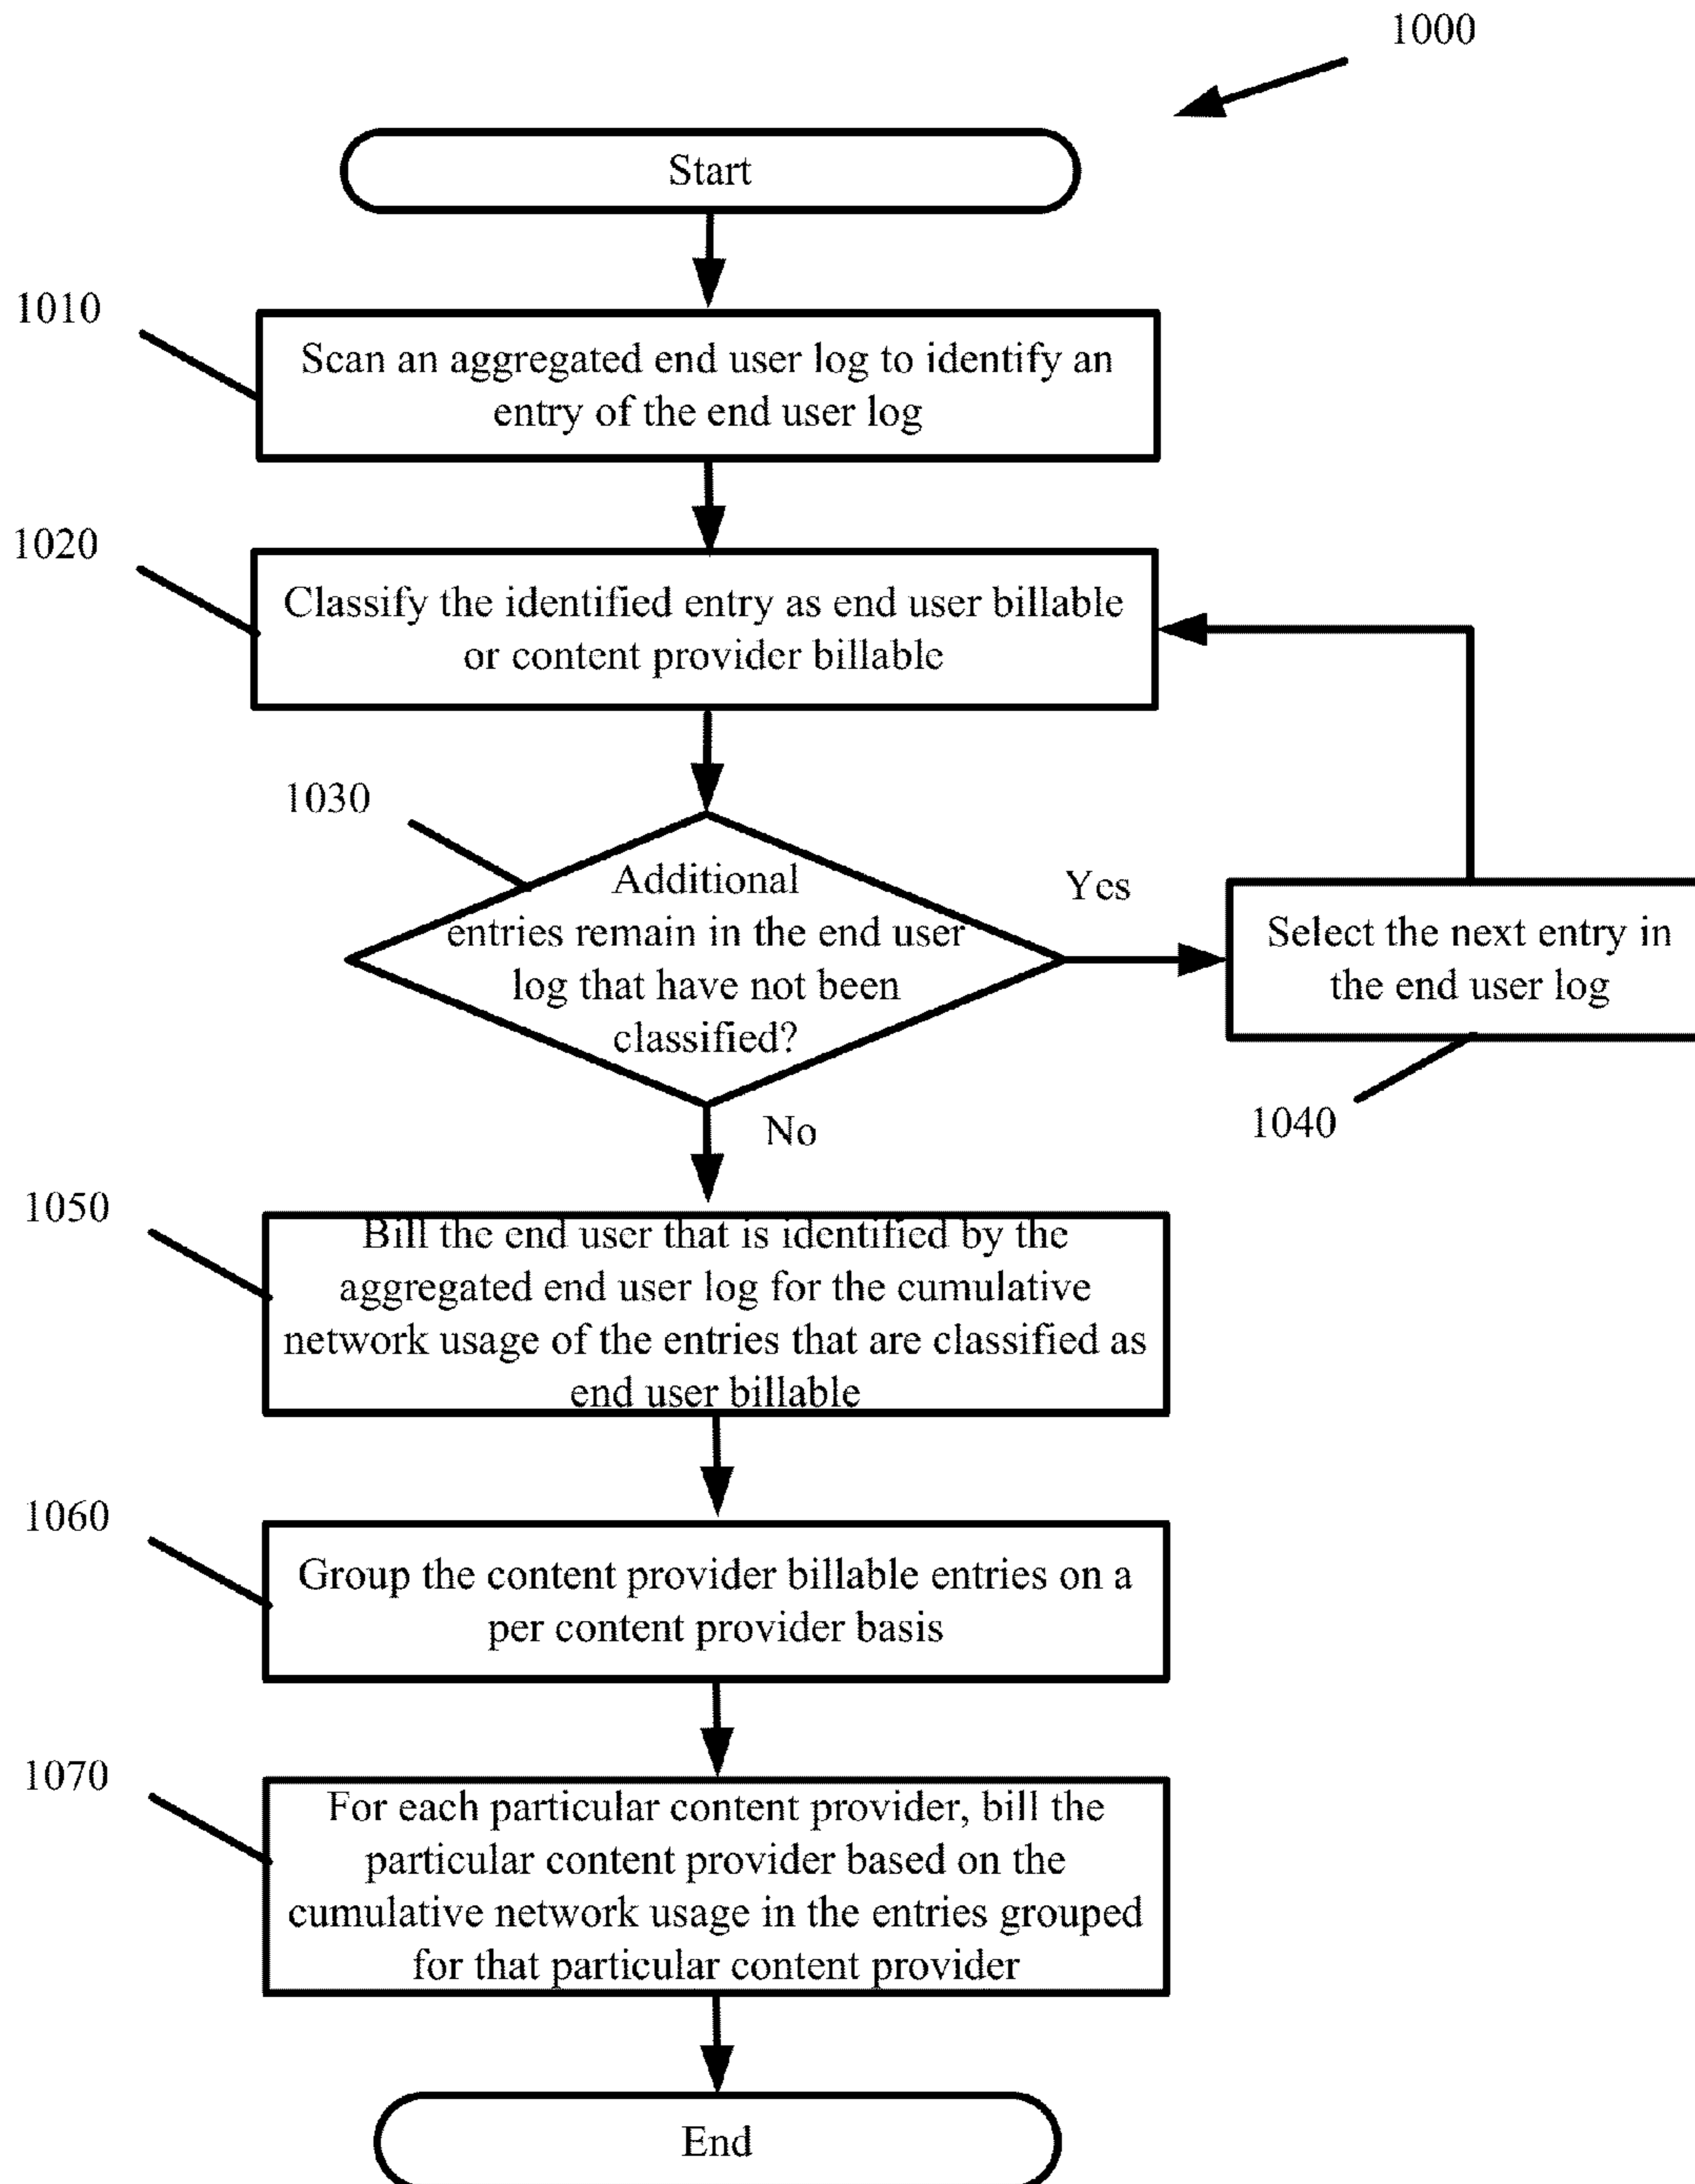 1000
Start
1010
Scan an aggregated end user log to identify an
entry of the end user log
1020
Classify the identified entry as end user billable
or content provider billable
1030
Additional
entries remain in the end user
log that have not been
classified?
Yes
Select the next entry in
the end user log
1040
No
1050
Bill the end user that is identified by the
aggregated end user log for the cumulative
network usage of the entries that are classified as
end user billable
1060
Group the content provider billable entries on a
per content provider basis
1070
For each particular content provider, bill the
particular content provider based on the
cumulative network usage in the entries grouped
for that particular content provider
End